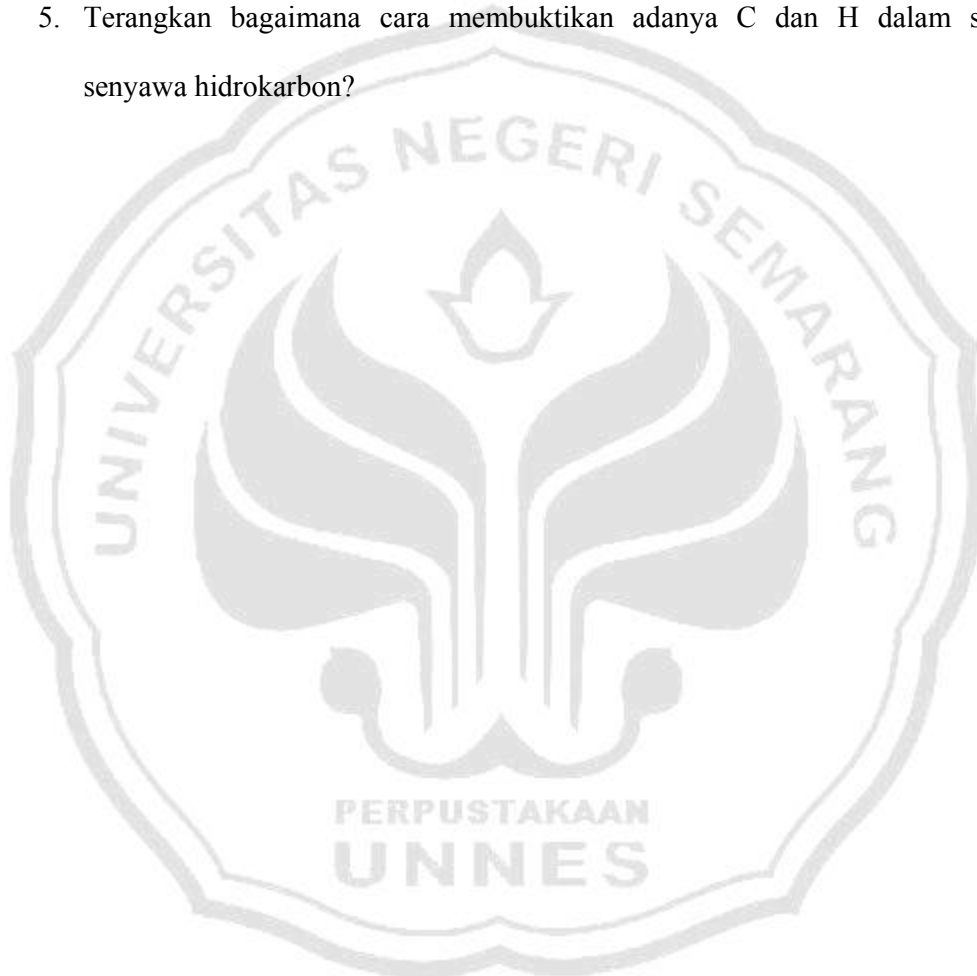 5. Terangkan bagaimana cara membuktikan adanya C dan H dalam
senyawa hidrokarbon?
UNIVERSITAS NEGERI SEMARANG
PERPUSTAKAAN
UNNES